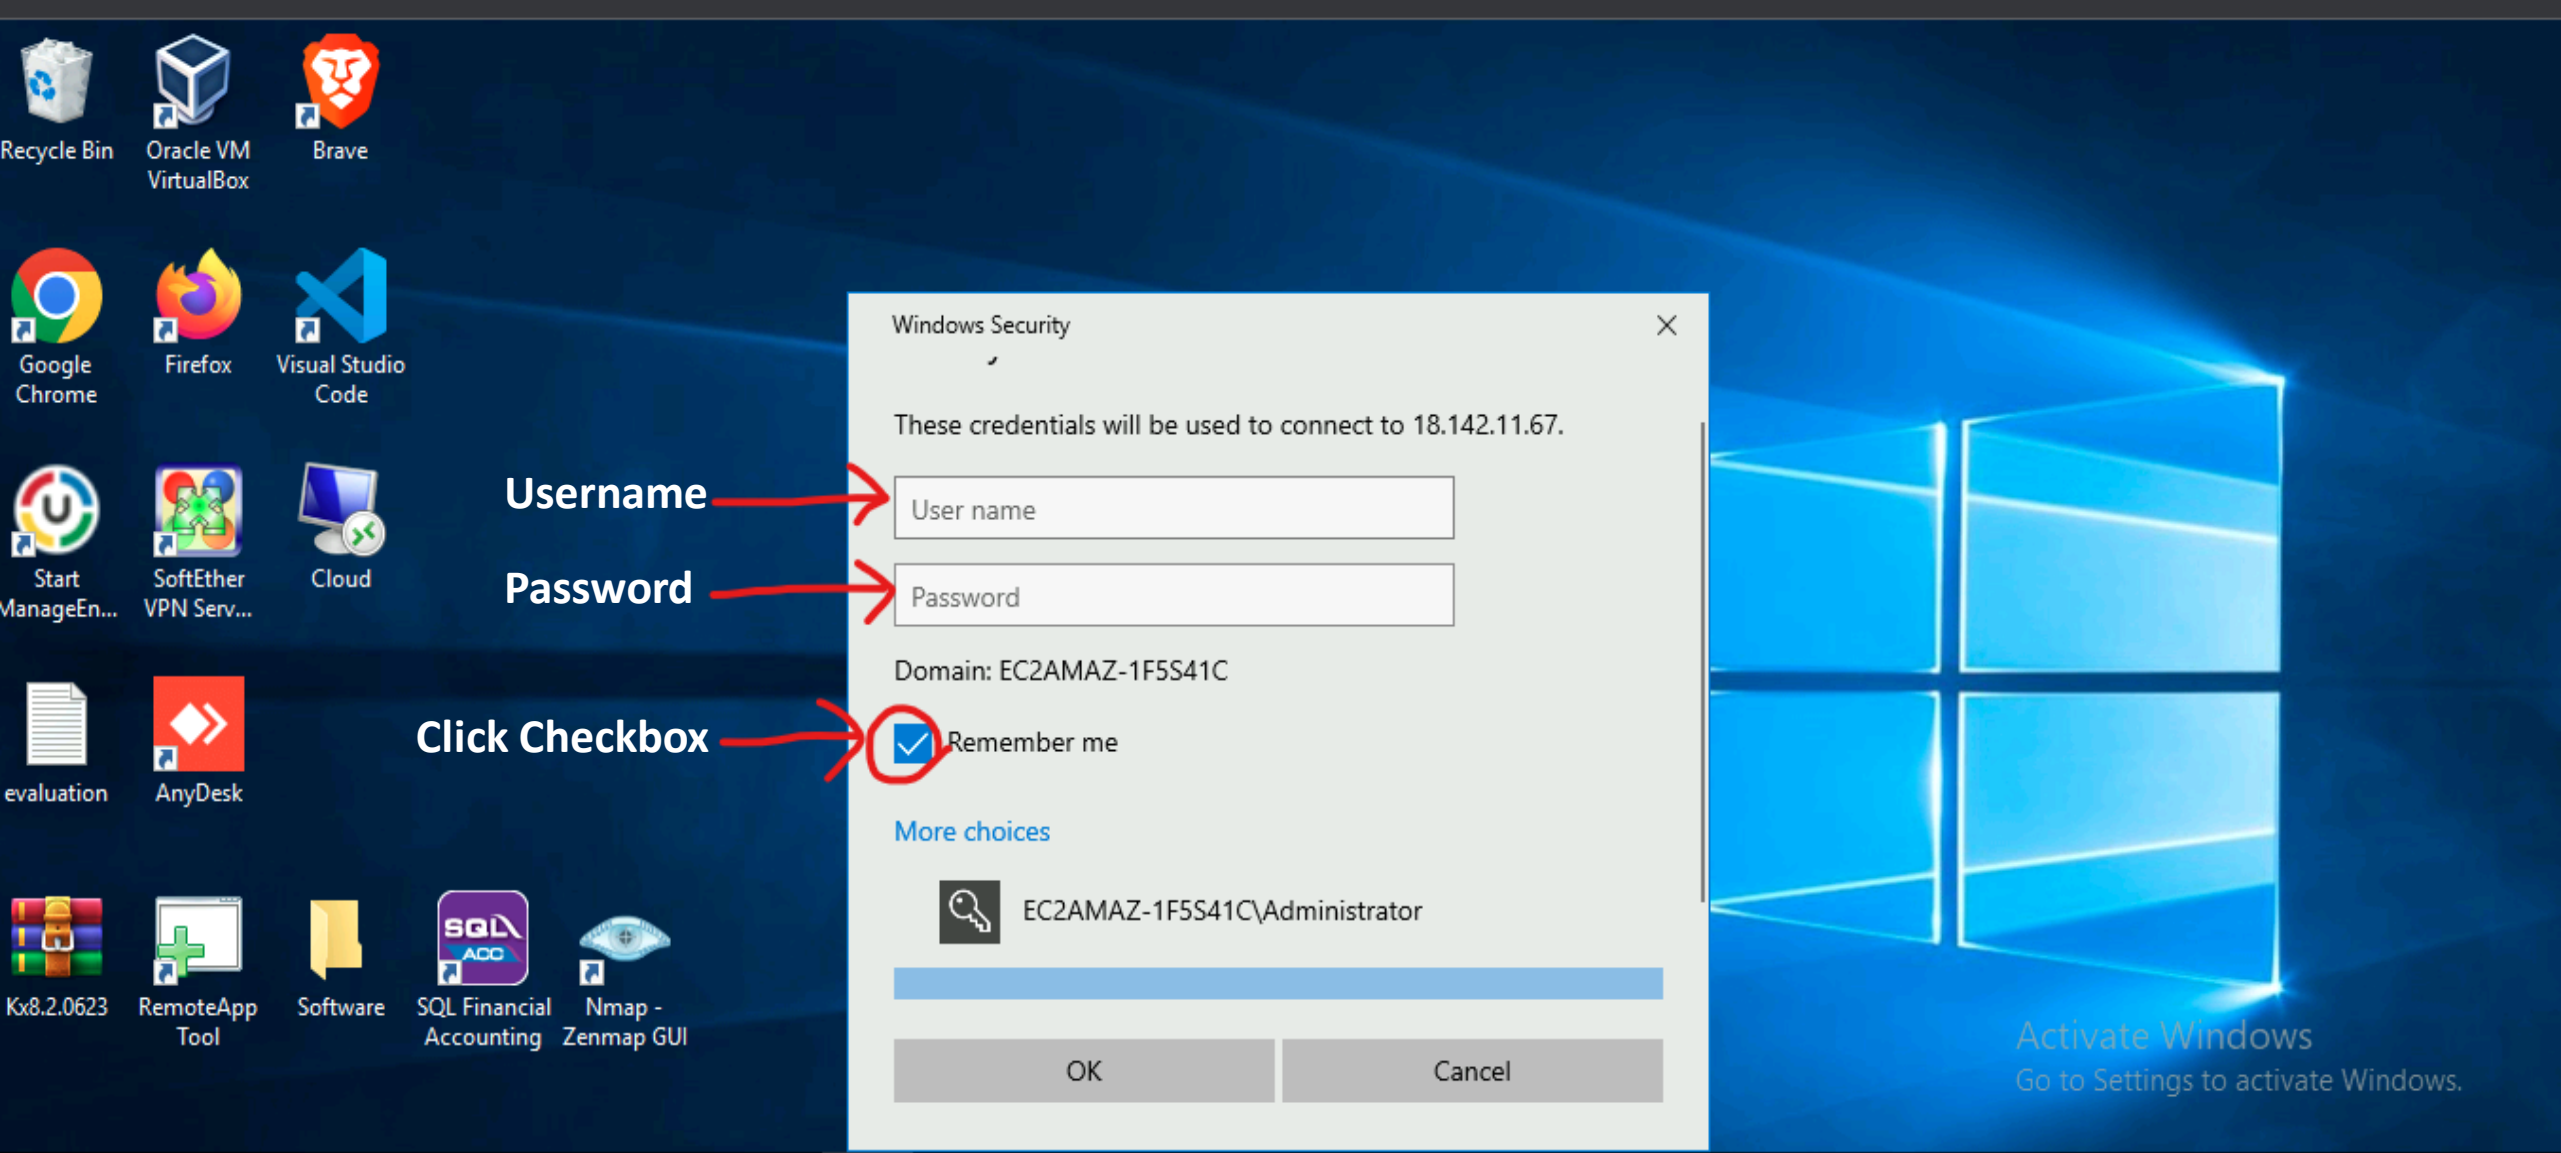 Recycle Bin
Oracle VM
VirtualBox
Brave
Google
Chrome
Firefox
Visual Studio
Code
Start
ManageEn...
SoftEther
VPN Serv...
Cloud
evaluation
AnyDesk
Kx8.2.0623
RemoteApp
Tool
Software
SQL
ACC
SQL Financial
Accounting
Nmap -
Zenmap GUI
Username
Password
Click Checkbox
Windows Security
These credentials will be used to connect to 18.142.11.67.
User name
Password
Domain: EC2AMAZ-1F5S41C
Remember me
More choices
EC2AMAZ-1F5S41C\Administrator
OK
Cancel
Activate Windows
Go to Settings to activate Windows.